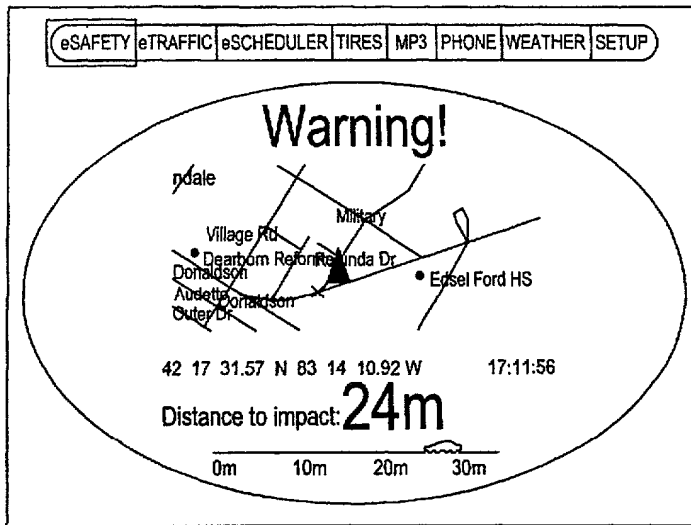 eSAFETY eTRAFFIC eSCHEDULER TIRES MP3 PHONE WEATHER SETUP
Warning!
ndale
Military
Village Rd
Dearborn Reform
Rotunda Dr
Donaldson
Edsel Ford HS
Audette
Donaldson
Outer Dr
42 17 31.57 N 83 14 10.92 W 17:11:56
Distance to impact: 24m
0m 10m 20m 30m